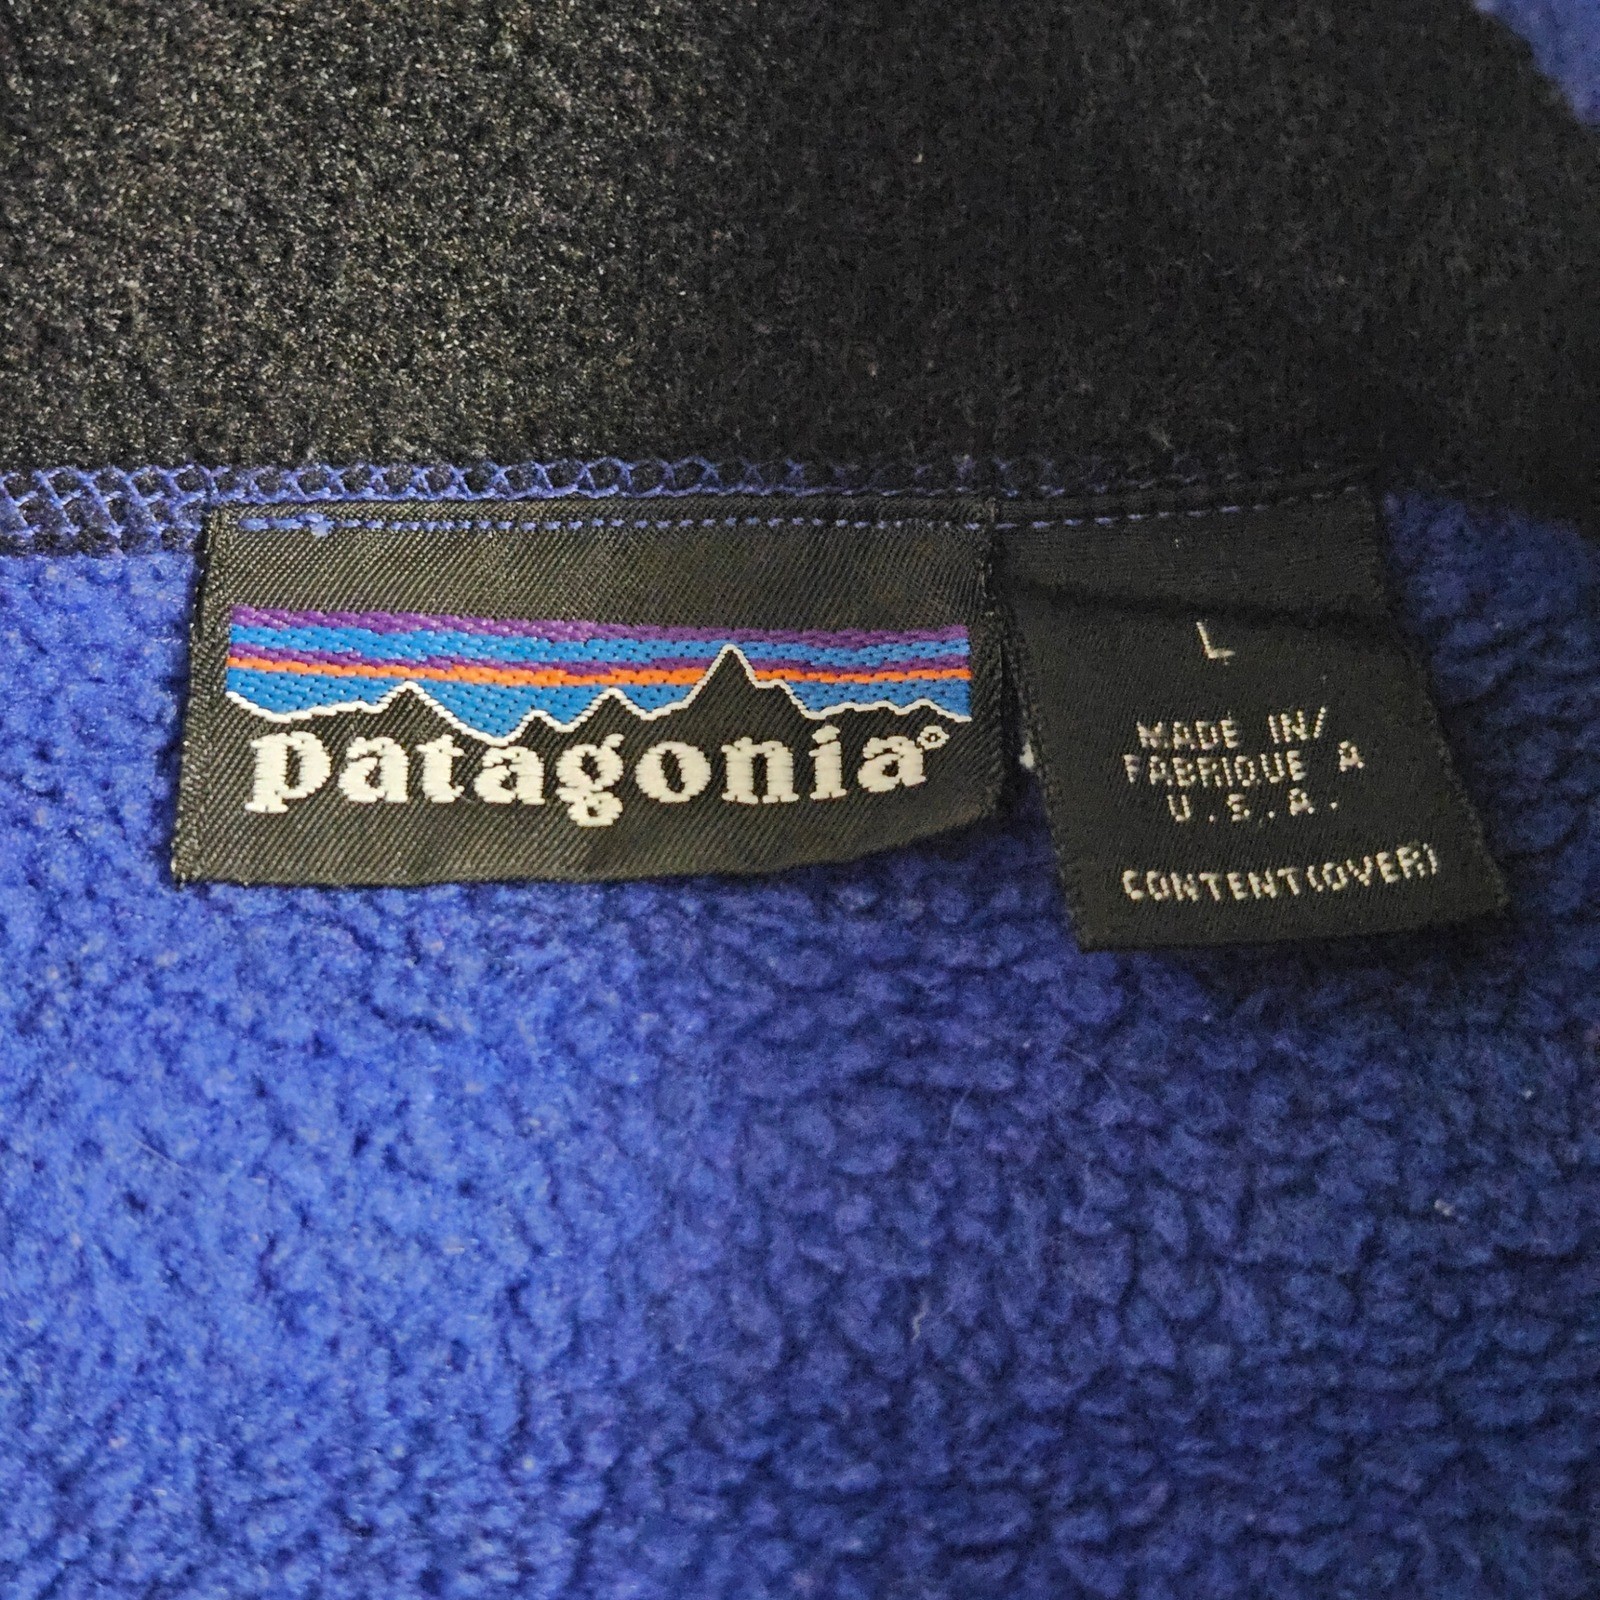 patagonia®
L
MADE IN/
FABRIQUE A
U.S.A.
CONTENT(OVER)